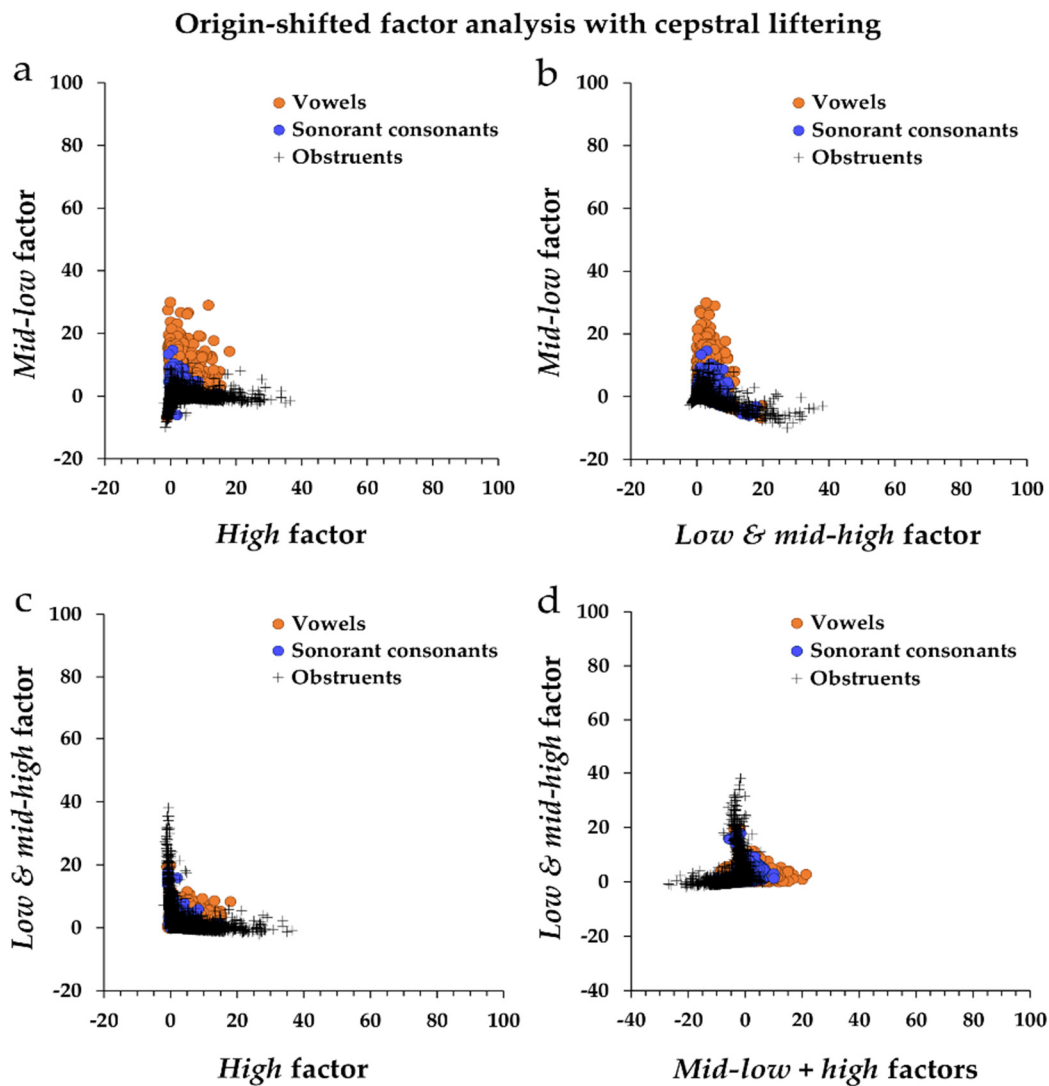 Origin-shifted factor analysis with cepstral liftering
a
100
80
60
40
20
0
-20
Mid-low factor
Vowels
Sonorant consonants
Obstruents
-20 0 20 40 60 80 100
High factor
b
100
80
60
40
20
0
-20
Mid-low factor
Vowels
Sonorant consonants
Obstruents
-20 0 20 40 60 80 100
Low & mid-high factor
c
100
80
60
40
20
0
-20
Low & mid-high factor
Vowels
Sonorant consonants
Obstruents
-20 0 20 40 60 80 100
High factor
d
100
80
60
40
20
0
-20
-40
Low & mid-high factor
Vowels
Sonorant consonants
Obstruents
-40 -20 0 20 40 60 80 100
Mid-low + high factors